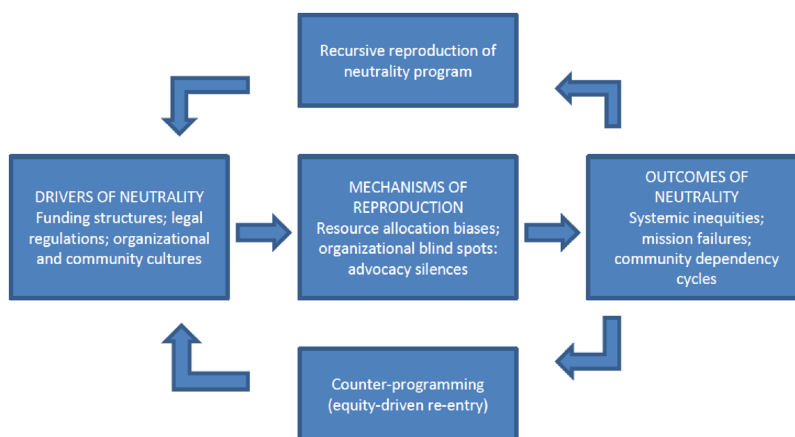 Recursive reproduction of
neutrality program
DRIVERS OF NEUTRALITY
Funding structures; legal
regulations; organizational
and community cultures
MECHANISMS OF
REPRODUCTION
Resource allocation biases;
organizational blind spots:
advocacy silences
OUTCOMES OF
NEUTRALITY
Systemic inequities;
mission failures;
community dependency
cycles
Counter-programming
(equity-driven re-entry)